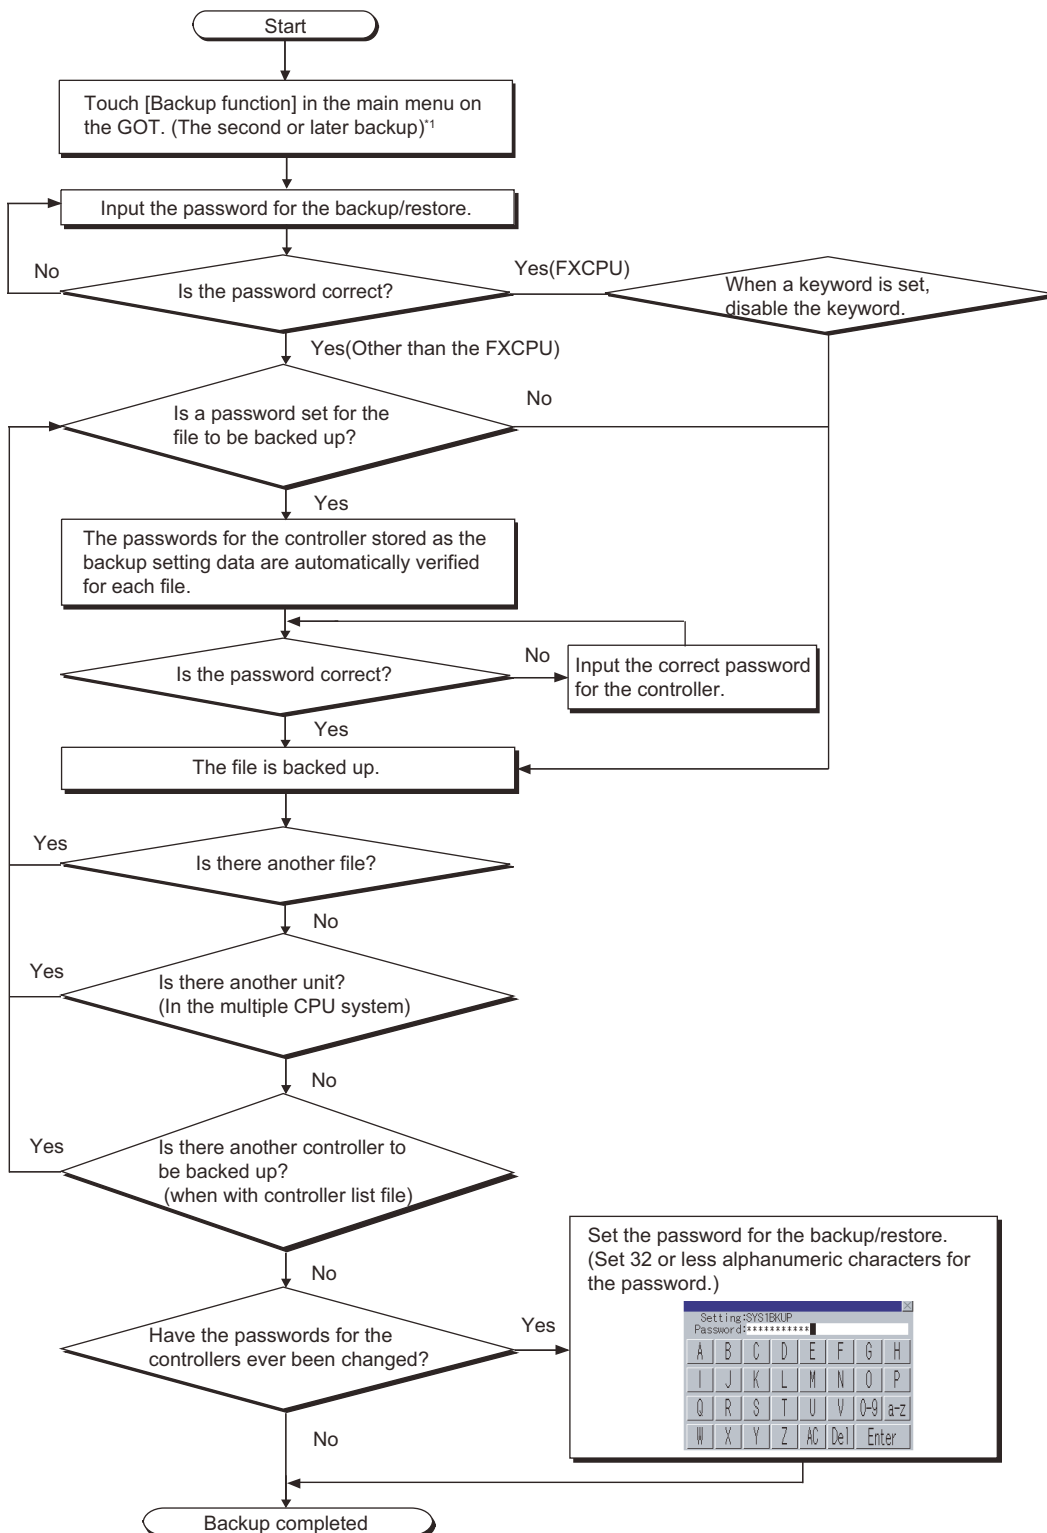 Start
Touch [Backup function] in the main menu on
the GOT. (The second or later backup)*1
Input the password for the backup/restore.
No
Is the password correct?
Yes(FXCPU)
When a keyword is set,
disable the keyword.
Yes(Other than the FXCPU)
Is a password set for the
file to be backed up?
No
Yes
The passwords for the controller stored as the
backup setting data are automatically verified
for each file.
Is the password correct?
No
Input the correct password
for the controller.
Yes
The file is backed up.
Yes
Is there another file?
No
Yes
Is there another unit?
(In the multiple CPU system)
No
Yes
Is there another controller to
be backed up?
(when with controller list file)
No
Set the password for the backup/restore.
(Set 32 or less alphanumeric characters for
the password.)
Setting:SYS1BKUP
Password:***********
A B C D E F G H
I J K L M N O P
Q R S T U V 0-9 a-z
W X Y Z AC Del Enter
Have the passwords for the
controllers ever been changed?
Yes
No
Backup completed